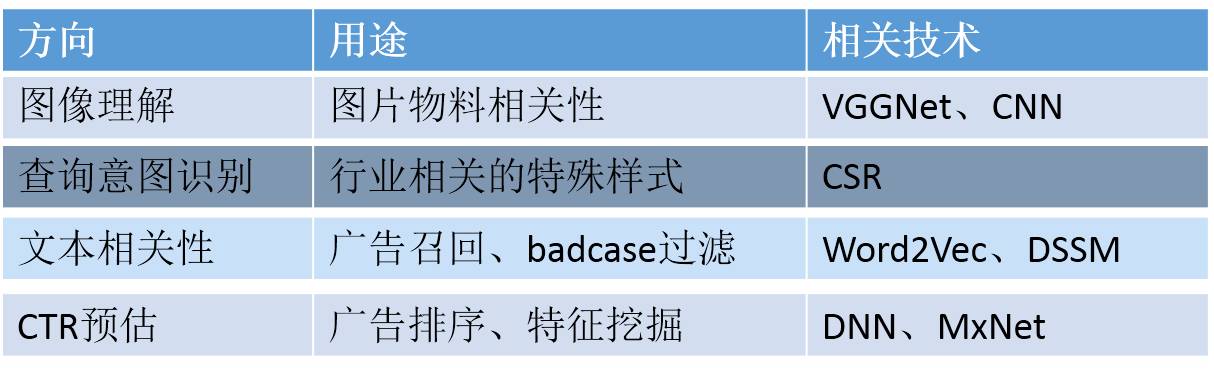 方向 用途 相关技术
图像理解 图片物料相关性 VGGNet、CNN
查询意图识别 行业相关的特殊样式 CSR
文本相关性 广告召回、badcase过滤 Word2Vec、DSSM
CTR预估 广告排序、特征挖掘 DNN、MxNet